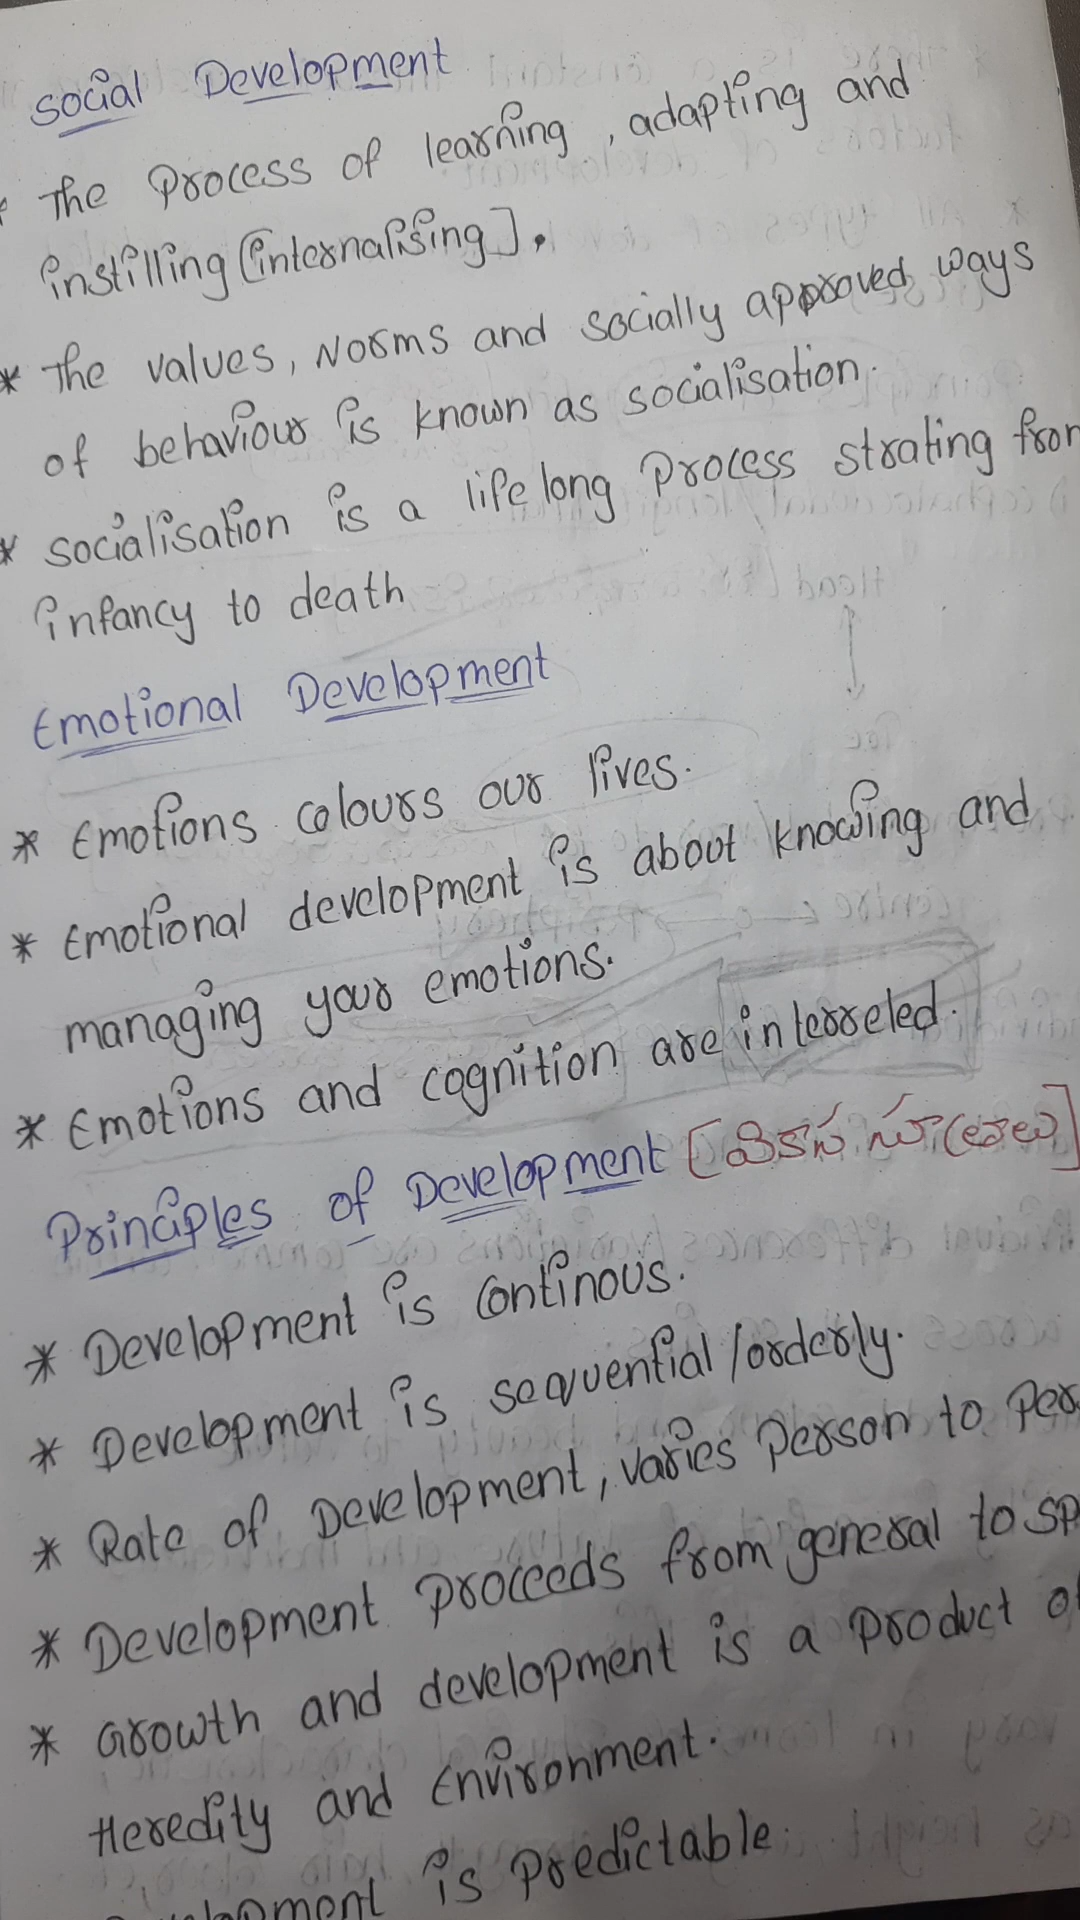 Social Development
* The Process of learning, adapting and
instilling [internalising].
* The values, Norms and socially approved ways
of behaviour is known as socialisation.
* socialisation is a life long Process strating from
infancy to death
Emotional Development
* Emotions colours our lives.
* Emotional development is about knowing and
managing your emotions.
* Emotions and cognition are interreled.
Principles of Development [వికాస సూత్రాలు]
* Development is continous.
* Development is sequential/orderly.
* Rate of Development, varies Person to Per
* Development Proceeds from general to SP
* Growth and development is a Product of
Heredity and Environment.
is Predictable.